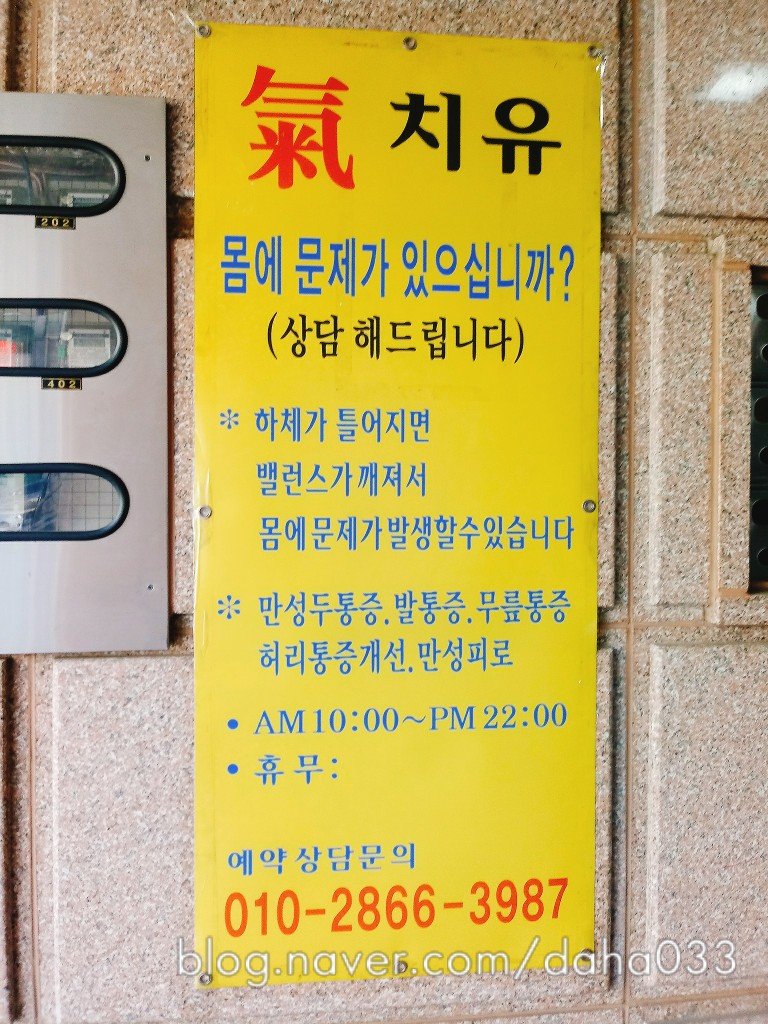 氣 치유
몸에 문제가 있으십니까?
(상담 해드립니다)
* 하체가 틀어지면
밸런스가 깨져서
몸에 문제가 발생할수있습니다
* 만성두통증. 발통증. 무릎통증
허리통증개선. 만성피로
• AM 10:00~PM 22:00
• 휴 무 :
예약상담문의
010-2866-3987
202
402
blog.naver.com/daha033